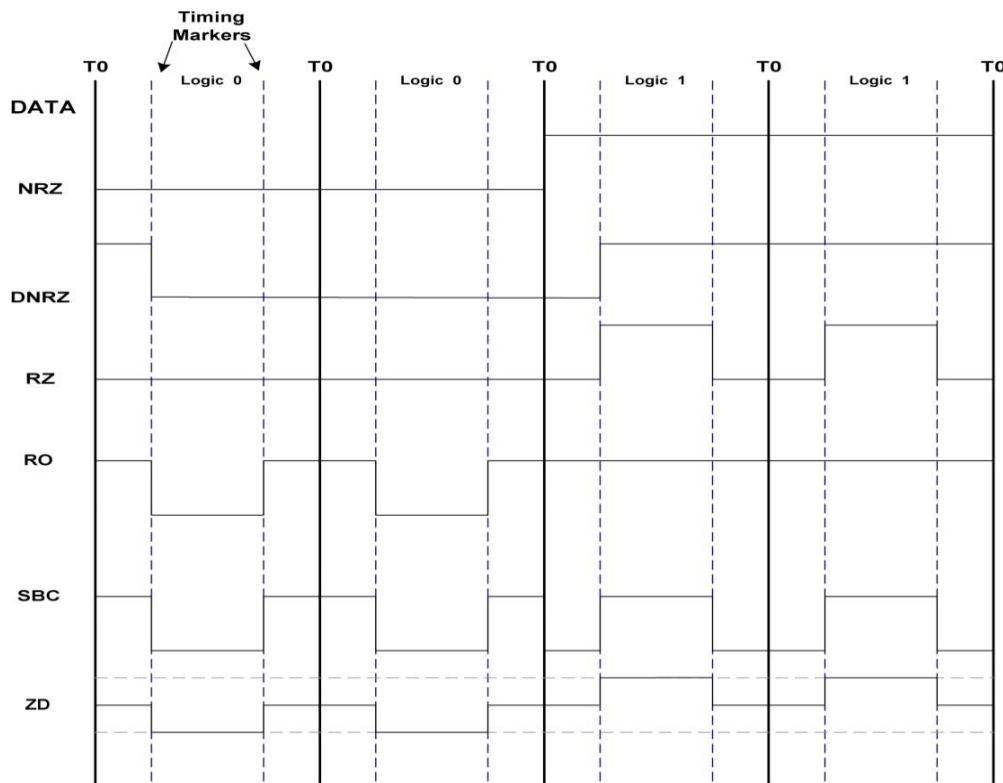 Timing
Markers
T0 T0 T0 T0 T0
Logic 0 Logic 0 Logic 1 Logic 1
DATA
NRZ
DNRZ
RZ
RO
SBC
ZD